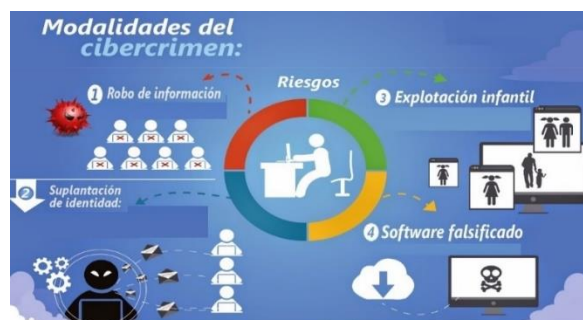 Modalidades del
cibercrimen:
Riesgos
1 Robo de información
2 Suplantación
de identidad:
3 Explotación infantil
4 Software falsificado